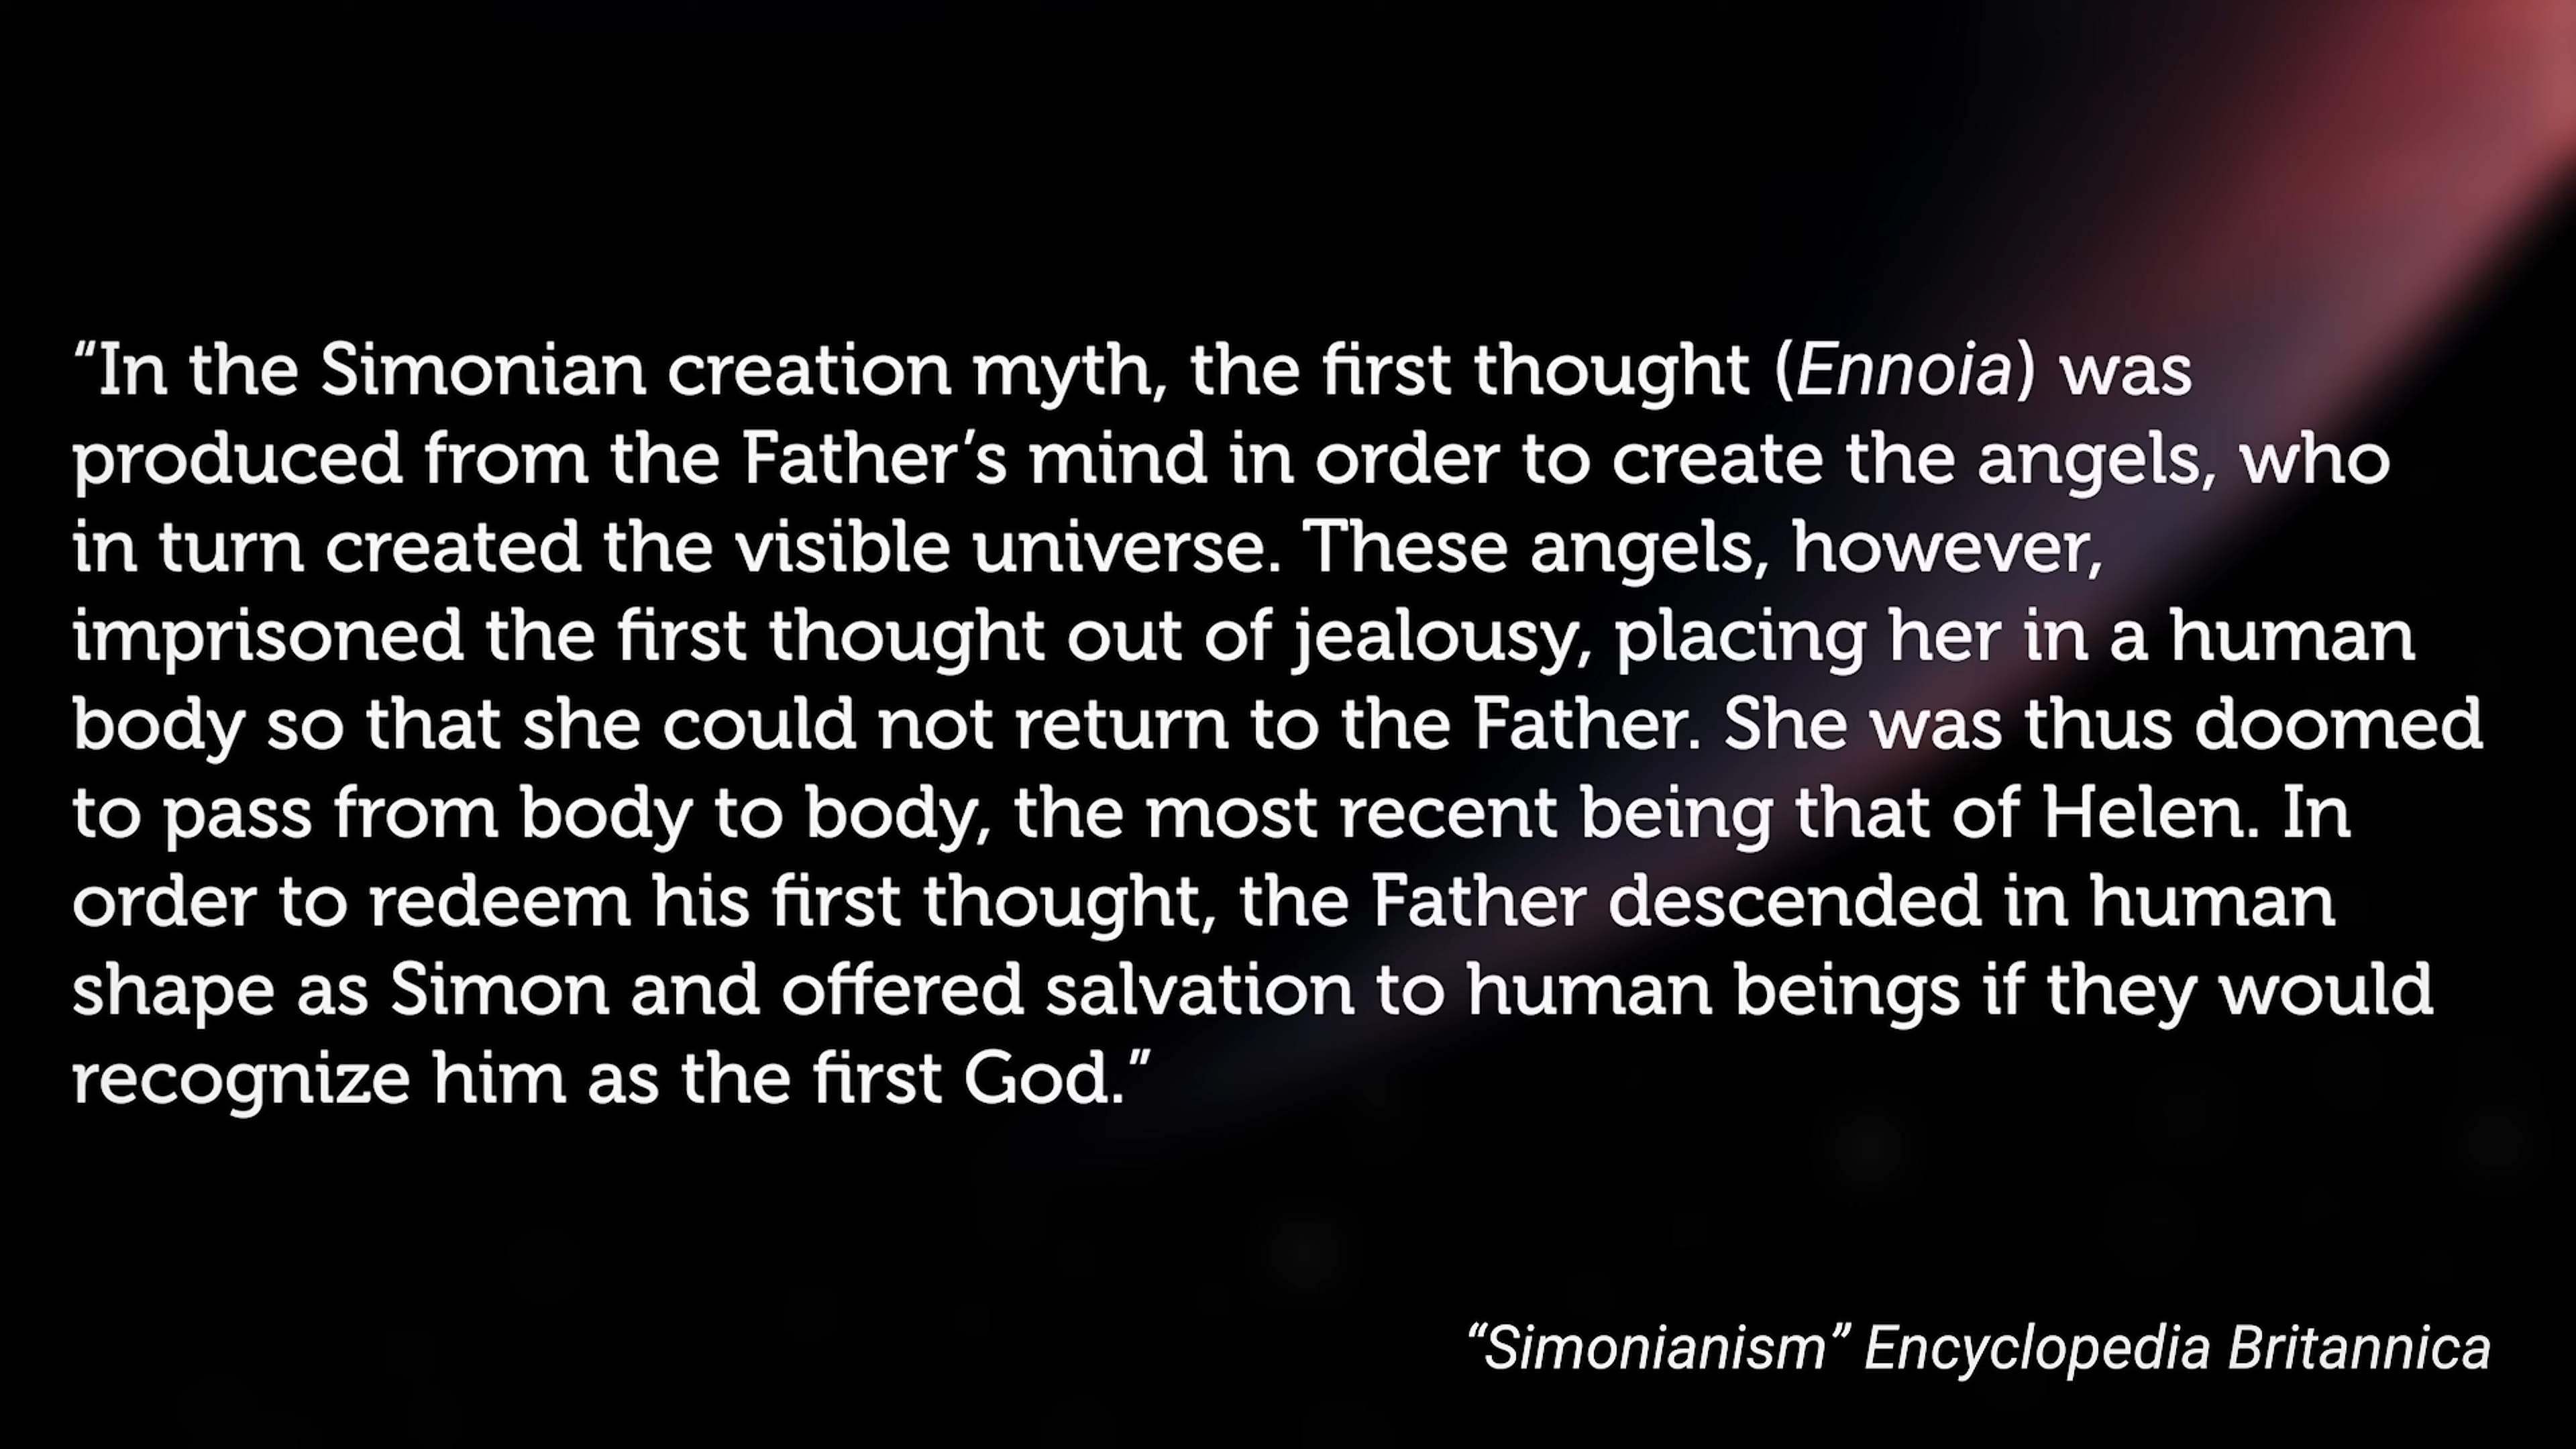 “In the Simonian creation myth, the first thought (Ennoia) was
produced from the Father’s mind in order to create the angels, who
in turn created the visible universe. These angels, however,
imprisoned the first thought out of jealousy, placing her in a human
body so that she could not return to the Father. She was thus doomed
to pass from body to body, the most recent being that of Helen. In
order to redeem his first thought, the Father descended in human
shape as Simon and offered salvation to human beings if they would
recognize him as the first God.”
“Simonianism” Encyclopedia Britannica